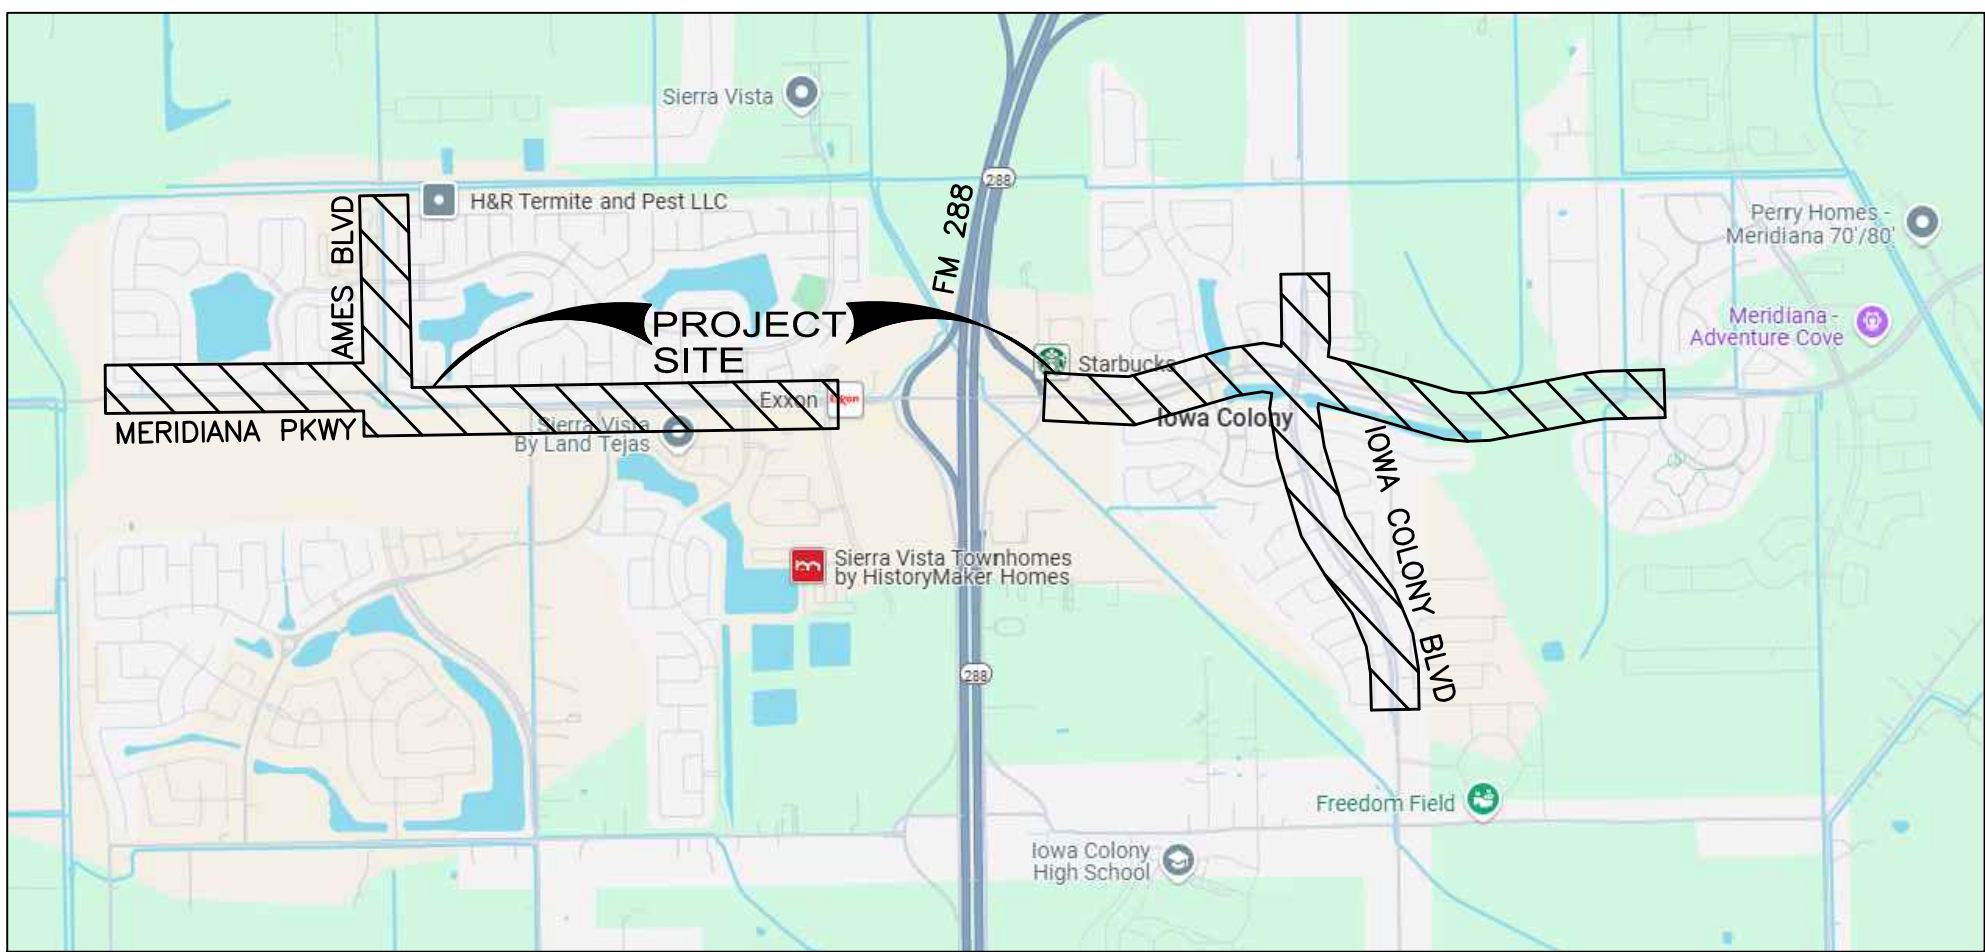 Sierra Vista
288
H&R Termite and Pest LLC
AMES BLVD
FM 288
Perry Homes -
Meridiana 70'/80'
PROJECT
SITE
Meridiana -
Adventure Cove
Starbucks
Exxon
Exxon
MERIDIANA PKWY
Sierra Vista
By Land Tejas
Iowa Colony
IOWA COLONY BLVD
Sierra Vista Townhomes
by HistoryMaker Homes
288
Freedom Field
Iowa Colony
High School